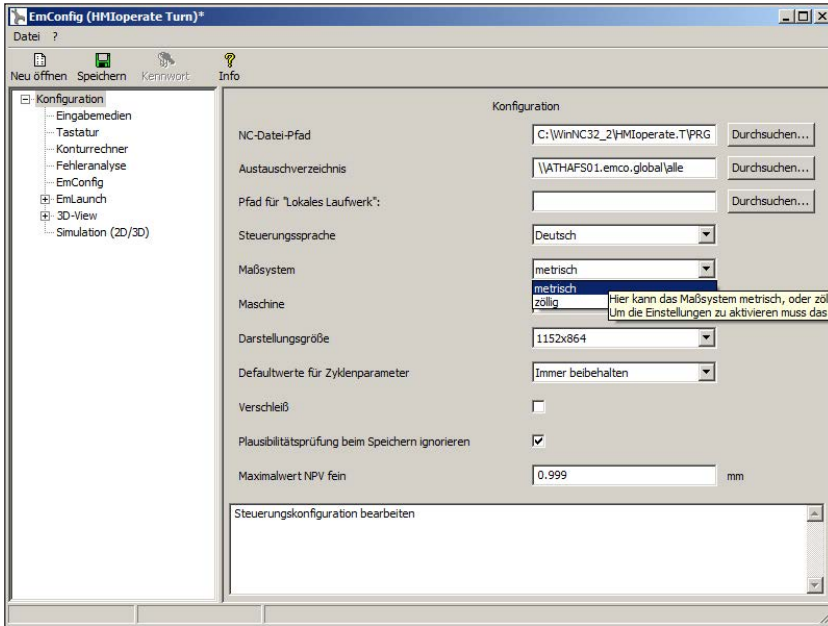 EmConfig (HMIoperate Turn)*
Datei ?
Neu öffnen Speichern Kennwort Info
Konfiguration
Eingabemedien
Tastatur
Konturrechner
Fehleranalyse
EmConfig
EmLaunch
3D-View
Simulation (2D/3D)
Konfiguration
NC-Datei-Pfad C:\WinNC32_2\HMIoperate.T\PRG Durchsuchen...
Austauschverzeichnis \\ATHAFS01.emco.global\alle Durchsuchen...
Pfad für "Lokales Laufwerk": Durchsuchen...
Steuerungssprache Deutsch
Maßsystem metrisch
metrisch
zöllig
Hier kann das Maßsystem metrisch, oder zöl
Um die Einstellungen zu aktivieren muss das
Maschine
Darstellungsgröße 1152x864
Defaultwerte für Zyklenparameter Immer beibehalten
Verschleiß
Plausibilitätsprüfung beim Speichern ignorieren
Maximalwert NPV fein 0.999 mm
Steuerungskonfiguration bearbeiten